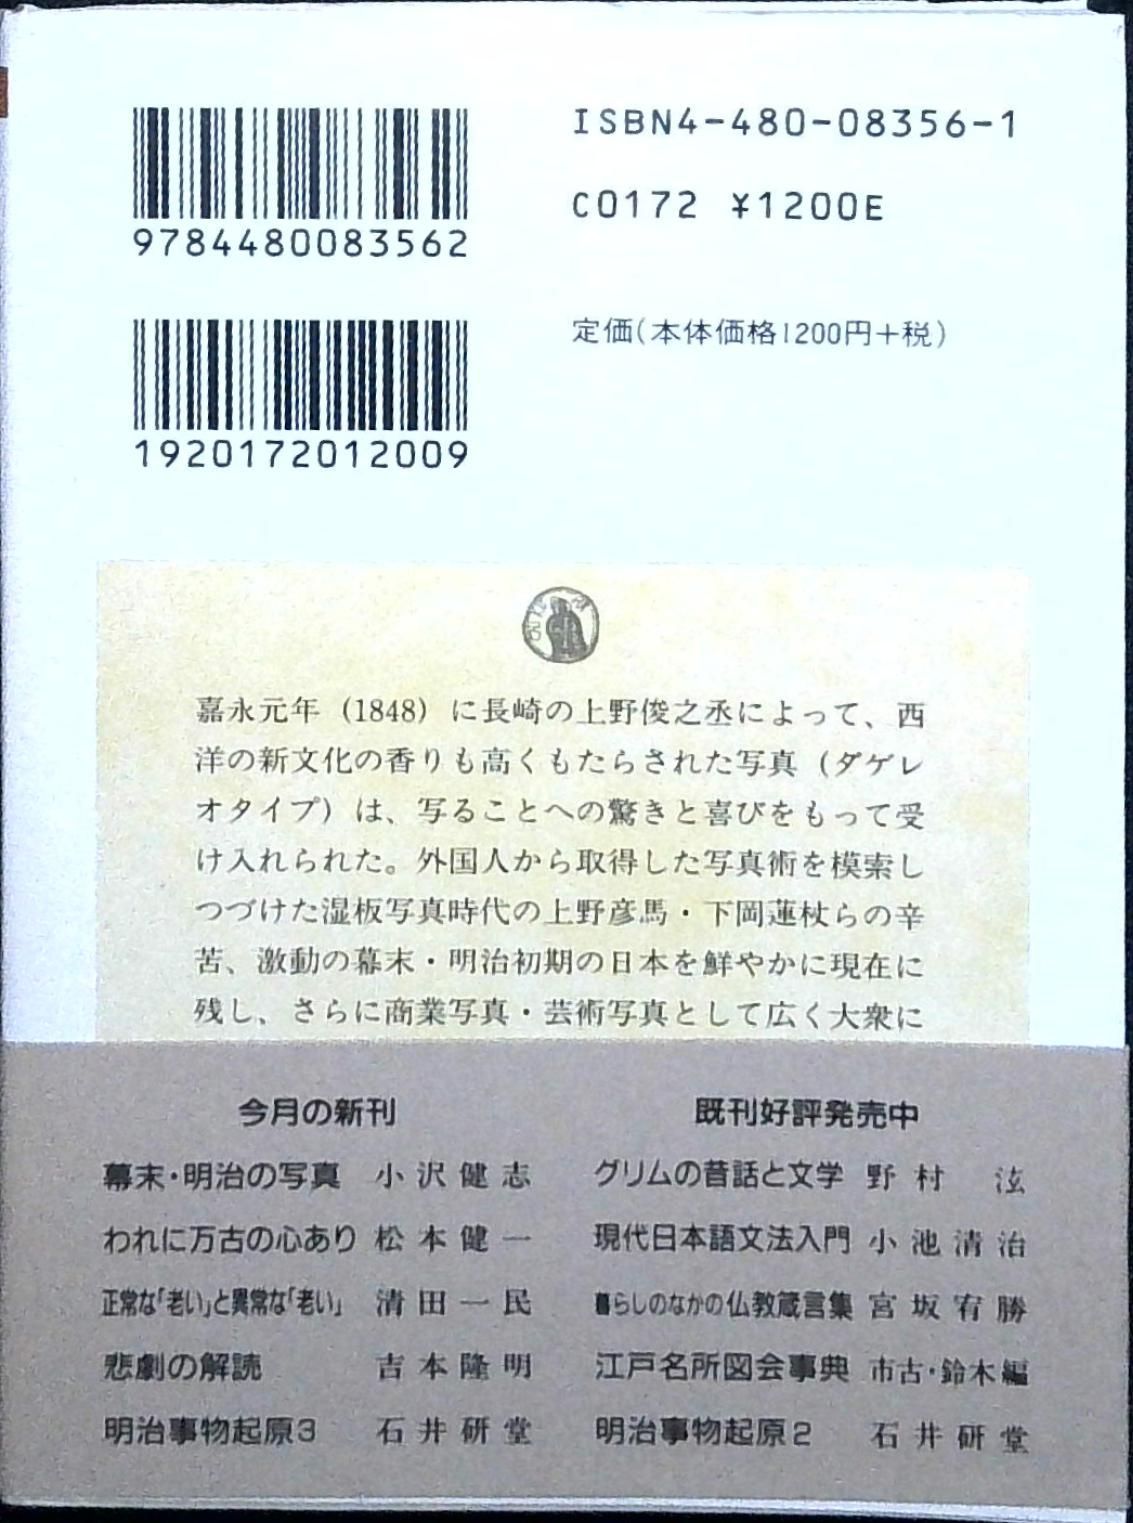 ISBN4-480-08356-1
C0172 ¥1200E
9784480083562
定価(本体価格1200円+税)
1920172012009
嘉永元年(1848)に長崎の上野俊之丞によって、西
洋の新文化の香りも高くもたらされた写真(ダゲレ
オタイプ)は、写ることへの驚きと喜びをもって受
け入れられた。外国人から取得した写真術を模索し
つづけた湿板写真時代の上野彦馬・下岡蓮杖らの辛
苦、激動の幕末・明治初期の日本を鮮やかに現在に
残し、さらに商業写真・芸術写真として広く大衆に
今月の新刊
幕末・明治の写真 小沢健志
われに万古の心あり 松本健一
正常な「老い」と異常な「老い」 清田一民
悲劇の解読 吉本隆明
明治事物起原3 石井研堂
既刊好評発売中
グリムの昔話と文学 野村 泫
現代日本語文法入門 小池清治
暮らしのなかの仏教箴言集 宮坂宥勝
江戸名所図会事典 市古・鈴木編
明治事物起原2 石井研堂